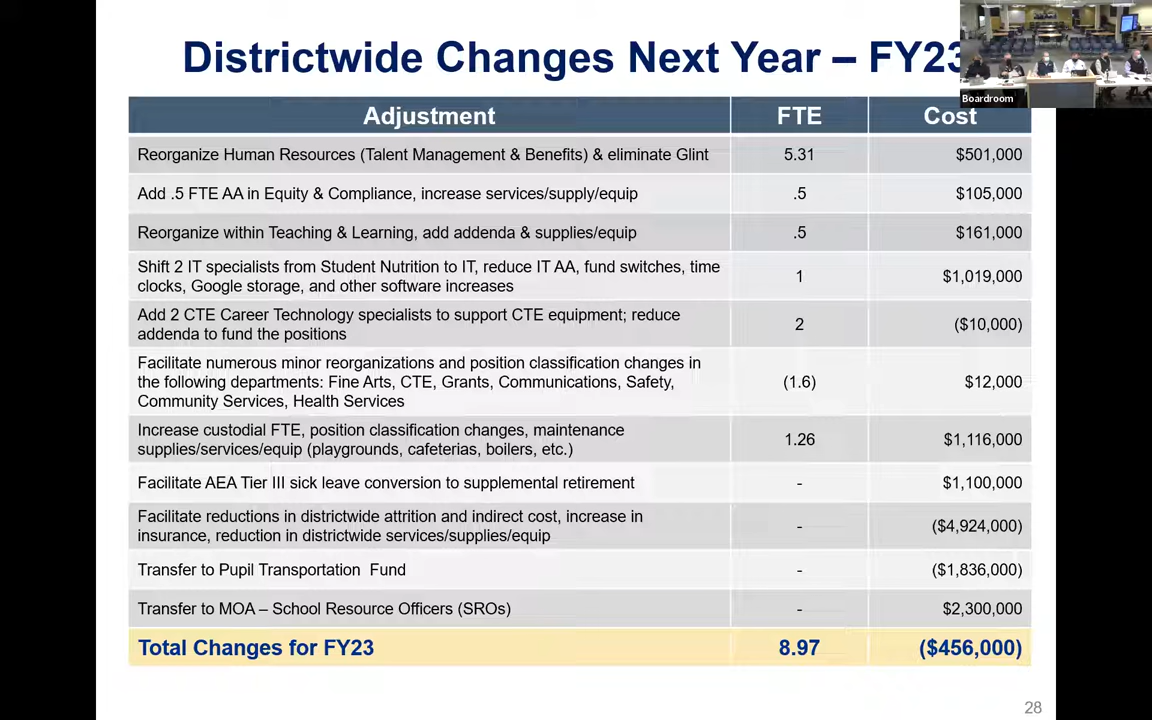 Districtwide Changes Next Year – FY23
Boardroom
Adjustment FTE Cost
Reorganize Human Resources (Talent Management & Benefits) & eliminate Glint 5.31 $501,000
Add .5 FTE AA in Equity & Compliance, increase services/supply/equip .5 $105,000
Reorganize within Teaching & Learning, add addenda & supplies/equip .5 $161,000
Shift 2 IT specialists from Student Nutrition to IT, reduce IT AA, fund switches, time
clocks, Google storage, and other software increases 1 $1,019,000
Add 2 CTE Career Technology specialists to support CTE equipment; reduce
addenda to fund the positions 2 ($10,000)
Facilitate numerous minor reorganizations and position classification changes in
the following departments: Fine Arts, CTE, Grants, Communications, Safety, (1.6) $12,000
Community Services, Health Services
Increase custodial FTE, position classification changes, maintenance
supplies/services/equip (playgrounds, cafeterias, boilers, etc.) 1.26 $1,116,000
Facilitate AEA Tier III sick leave conversion to supplemental retirement - $1,100,000
Facilitate reductions in districtwide attrition and indirect cost, increase in
insurance, reduction in districtwide services/supplies/equip - ($4,924,000)
Transfer to Pupil Transportation Fund - ($1,836,000)
Transfer to MOA – School Resource Officers (SROs) - $2,300,000
Total Changes for FY23 8.97 ($456,000)
28